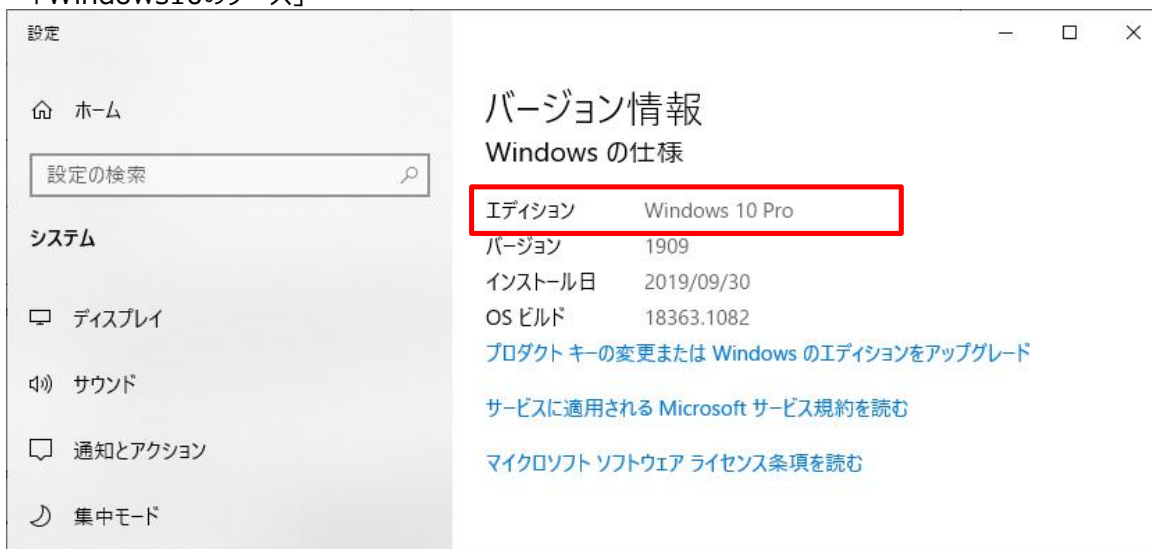 「Windows10のケース」
設定
ホーム
設定の検索
システム
ディスプレイ
サウンド
通知とアクション
集中モード
バージョン情報
Windows の仕様
エディション Windows 10 Pro
バージョン 1909
インストール日 2019/09/30
OS ビルド 18363.1082
プロダクト キーの変更または Windows のエディションをアップグレード
サービスに適用される Microsoft サービス規約を読む
マイクロソフト ソフトウェア ライセンス条項を読む